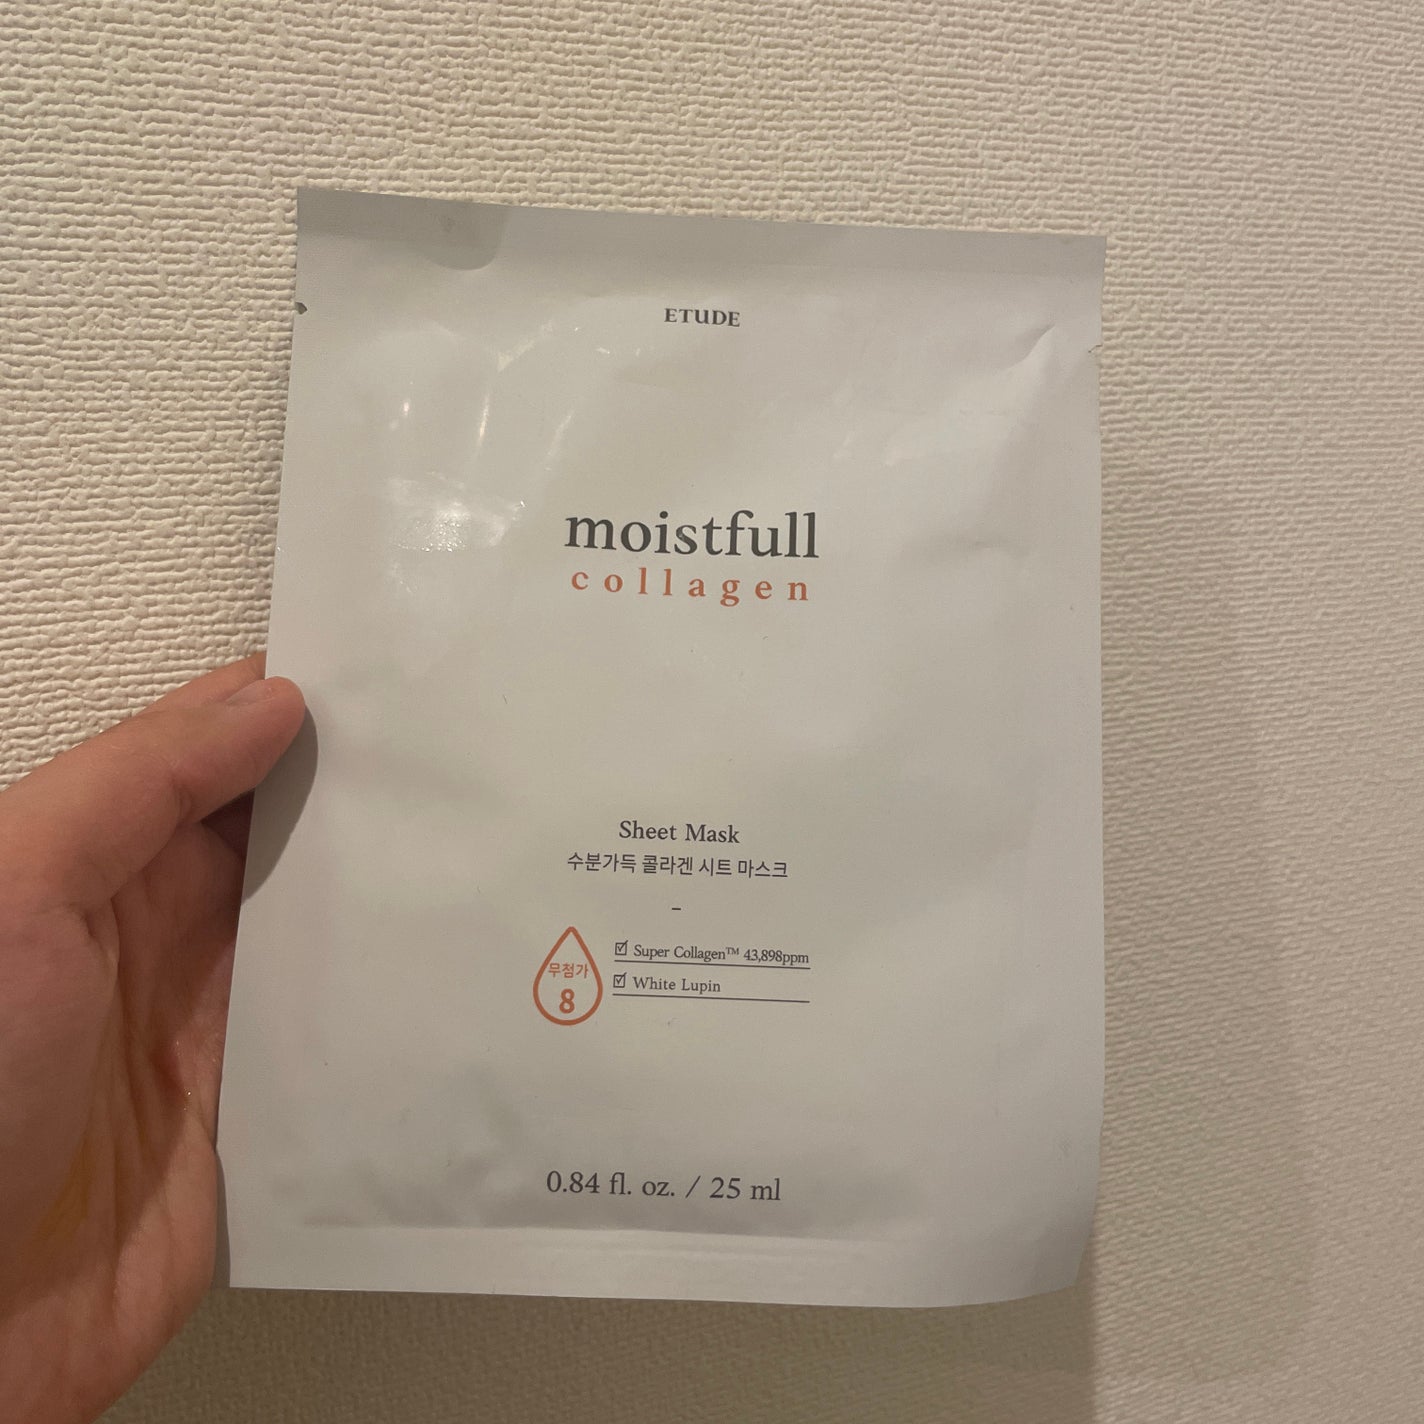 ETUDE
moistfull
collagen
Sheet Mask
수분가득 콜라겐 시트 마스크
–
무첨가
8
☑ Super Collagen™ 43,898ppm
☑ White Lupin
0.84 fl. oz. / 25 ml